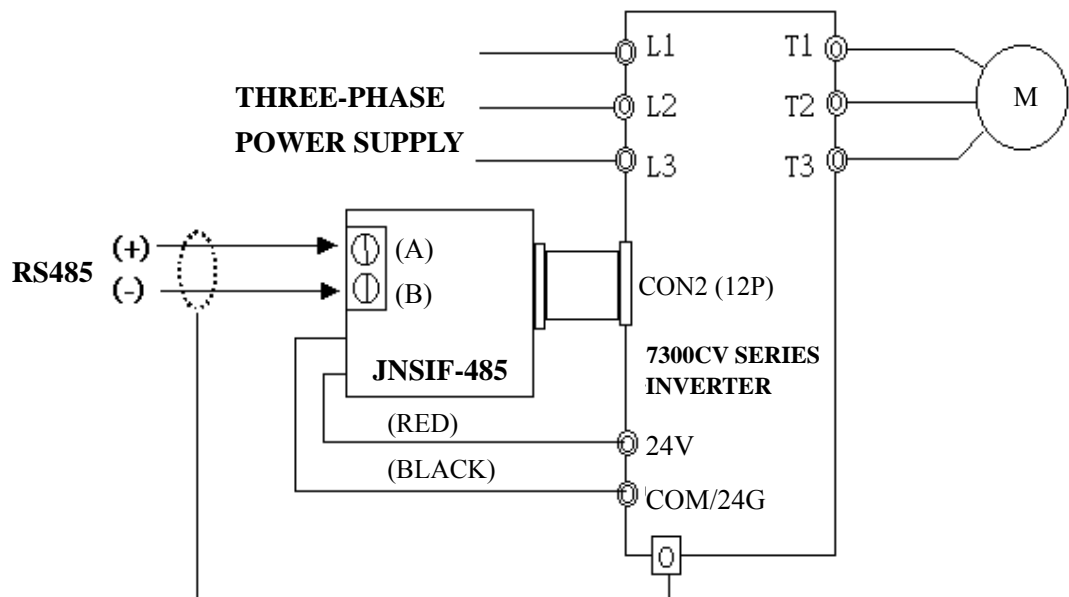 L1
T1
THREE-PHASE
POWER SUPPLY
L2
T2
M
L3
T3
RS485
(+)
(-)
(A)
(B)
CON2 (12P)
JNSIF-485
7300CV SERIES
INVERTER
(RED)
24V
(BLACK)
COM/24G
O